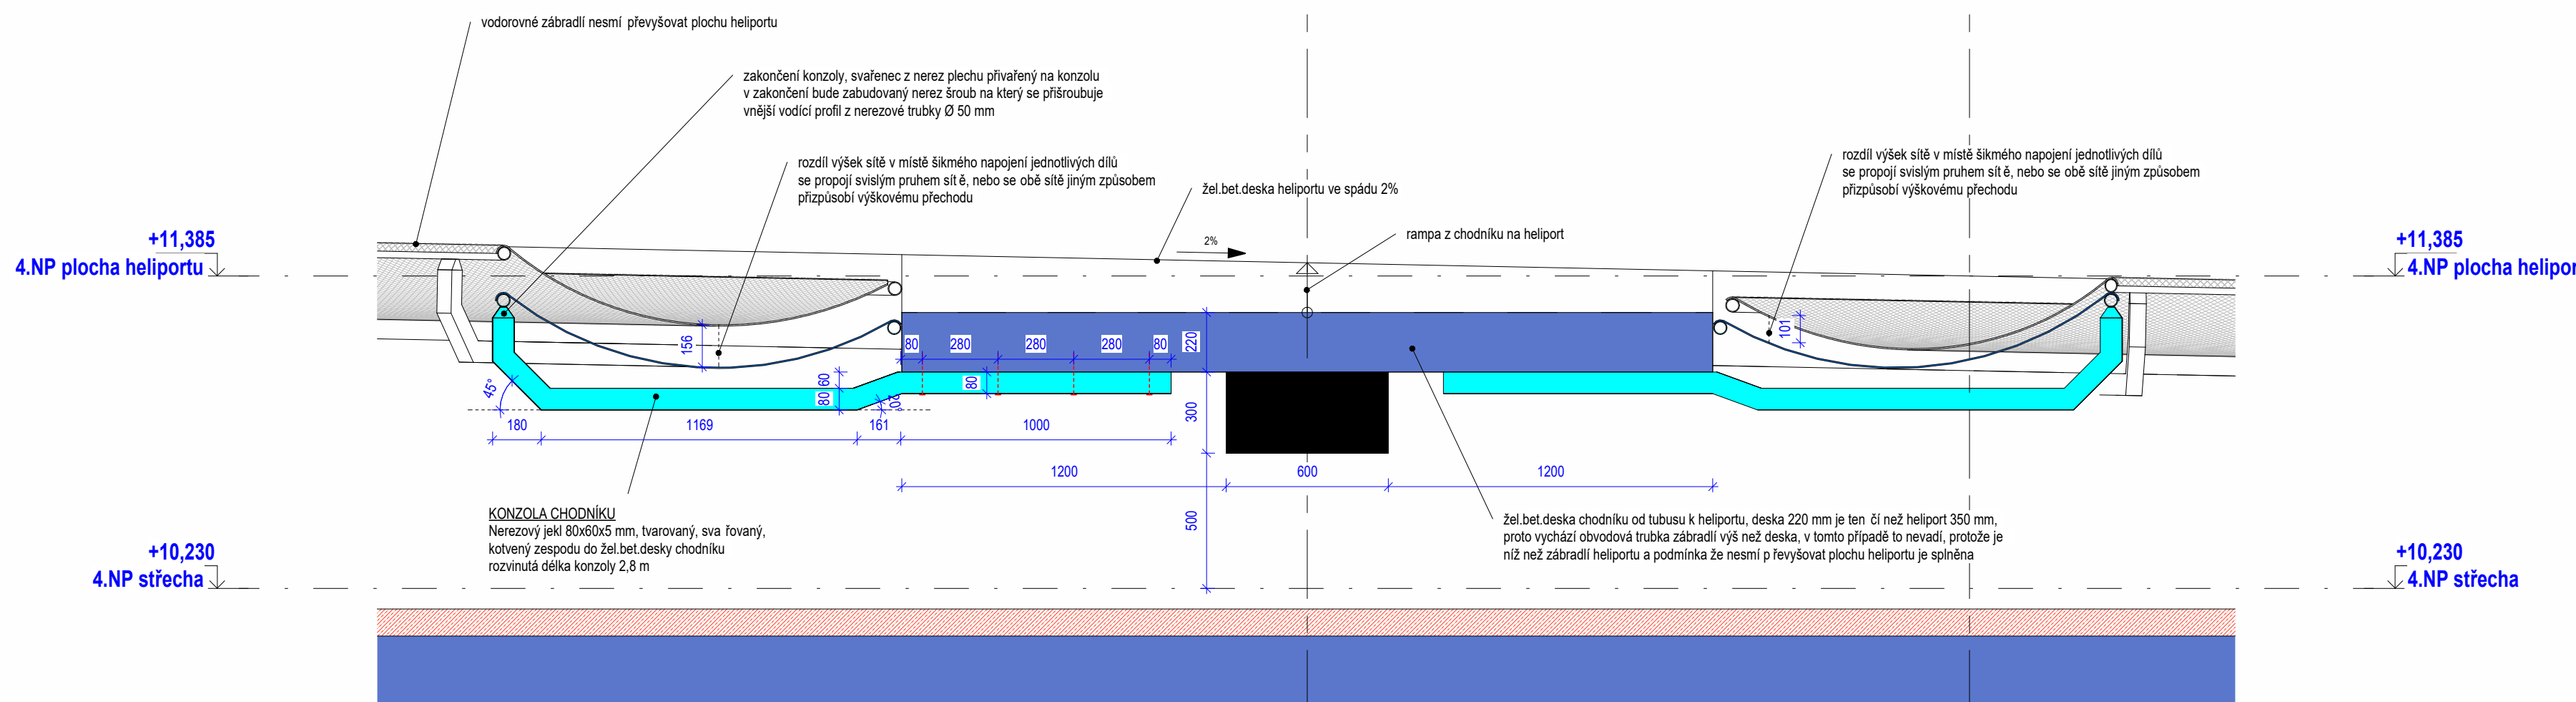 vodorovné zábradlí nesmí převyšovat plochu heliportu
zakončení konzoly, svařenec z nerez plechu přivařený na konzolu
v zakončení bude zabudovaný nerez šroub na který se přišroubuje
vnější vodící profil z nerezové trubky Ø 50 mm
rozdíl výšek sítě v místě šikmého napojení jednotlivých dílů
se propojí svislým pruhem sít ě, nebo se obě sítě jiným způsobem
přizpůsobí výškovému přechodu
žel.bet.deska heliportu ve spádu 2%
rampa z chodníku na heliport
rozdíl výšek sítě v místě šikmého napojení jednotlivých dílů
se propojí svislým pruhem sít ě, nebo se obě sítě jiným způsobem
přizpůsobí výškovému přechodu
2%
+11,385
4.NP plocha heliportu
+11,385
4.NP plocha helipor
156
80
280
280
280
80
220
101
45°
60
80
20°
80
180
1169
161
1000
300
1200
600
1200
500
KONZOLA CHODNÍKU
Nerezový jekl 80x60x5 mm, tvarovaný, sva řovaný,
kotvený zespodu do žel.bet.desky chodníku
rozvinutá délka konzoly 2,8 m
žel.bet.deska chodníku od tubusu k heliportu, deska 220 mm je ten čí než heliport 350 mm,
proto vychází obvodová trubka zábradlí výš než deska, v tomto případě to nevadí, protože je
níž než zábradlí heliportu a podmínka že nesmí p řevyšovat plochu heliportu je splněna
+10,230
4.NP střecha
+10,230
4.NP střecha